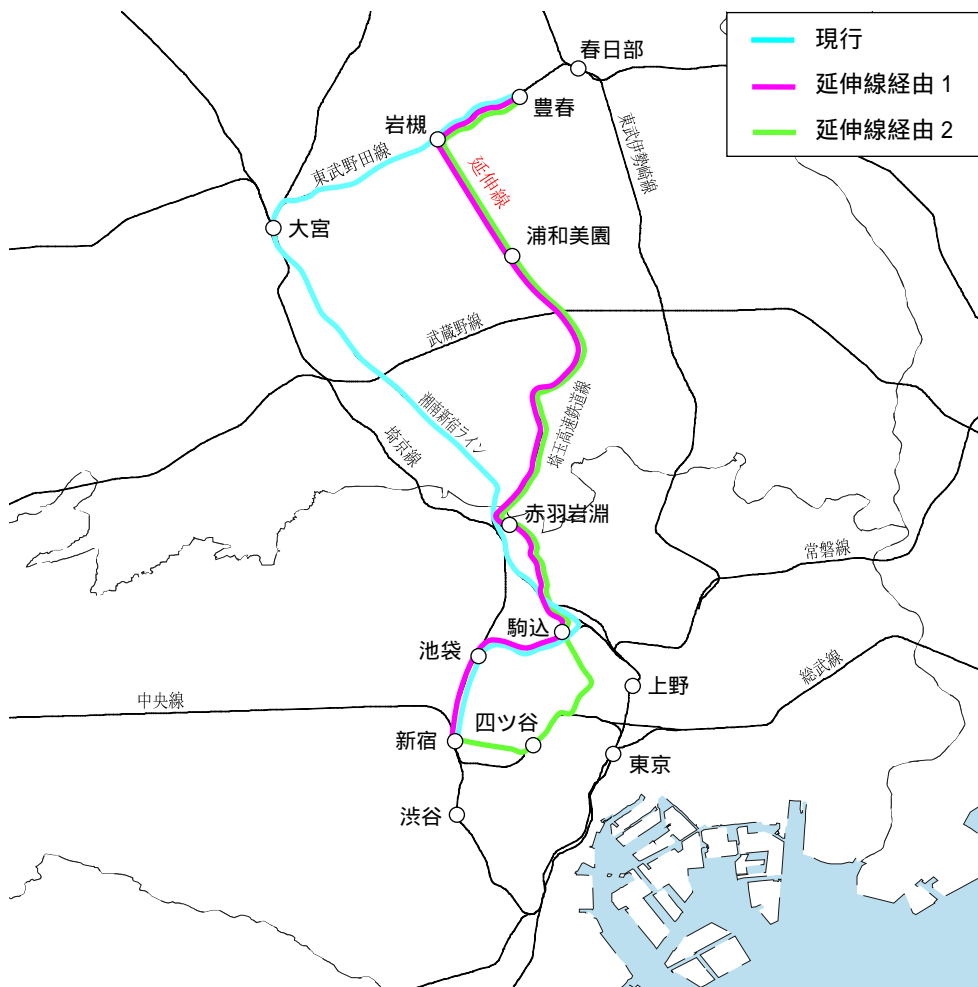 現行
延伸線経由1
延伸線経由2
春日部
豊春
岩槻
東武野田線
東武伊勢崎線
延伸線
大宮
浦和美園
武蔵野線
湘南新宿ライン
埼京線
埼玉高速鉄道線
赤羽岩淵
常磐線
駒込
池袋
上野
総武線
中央線
四ツ谷
新宿
東京
渋谷